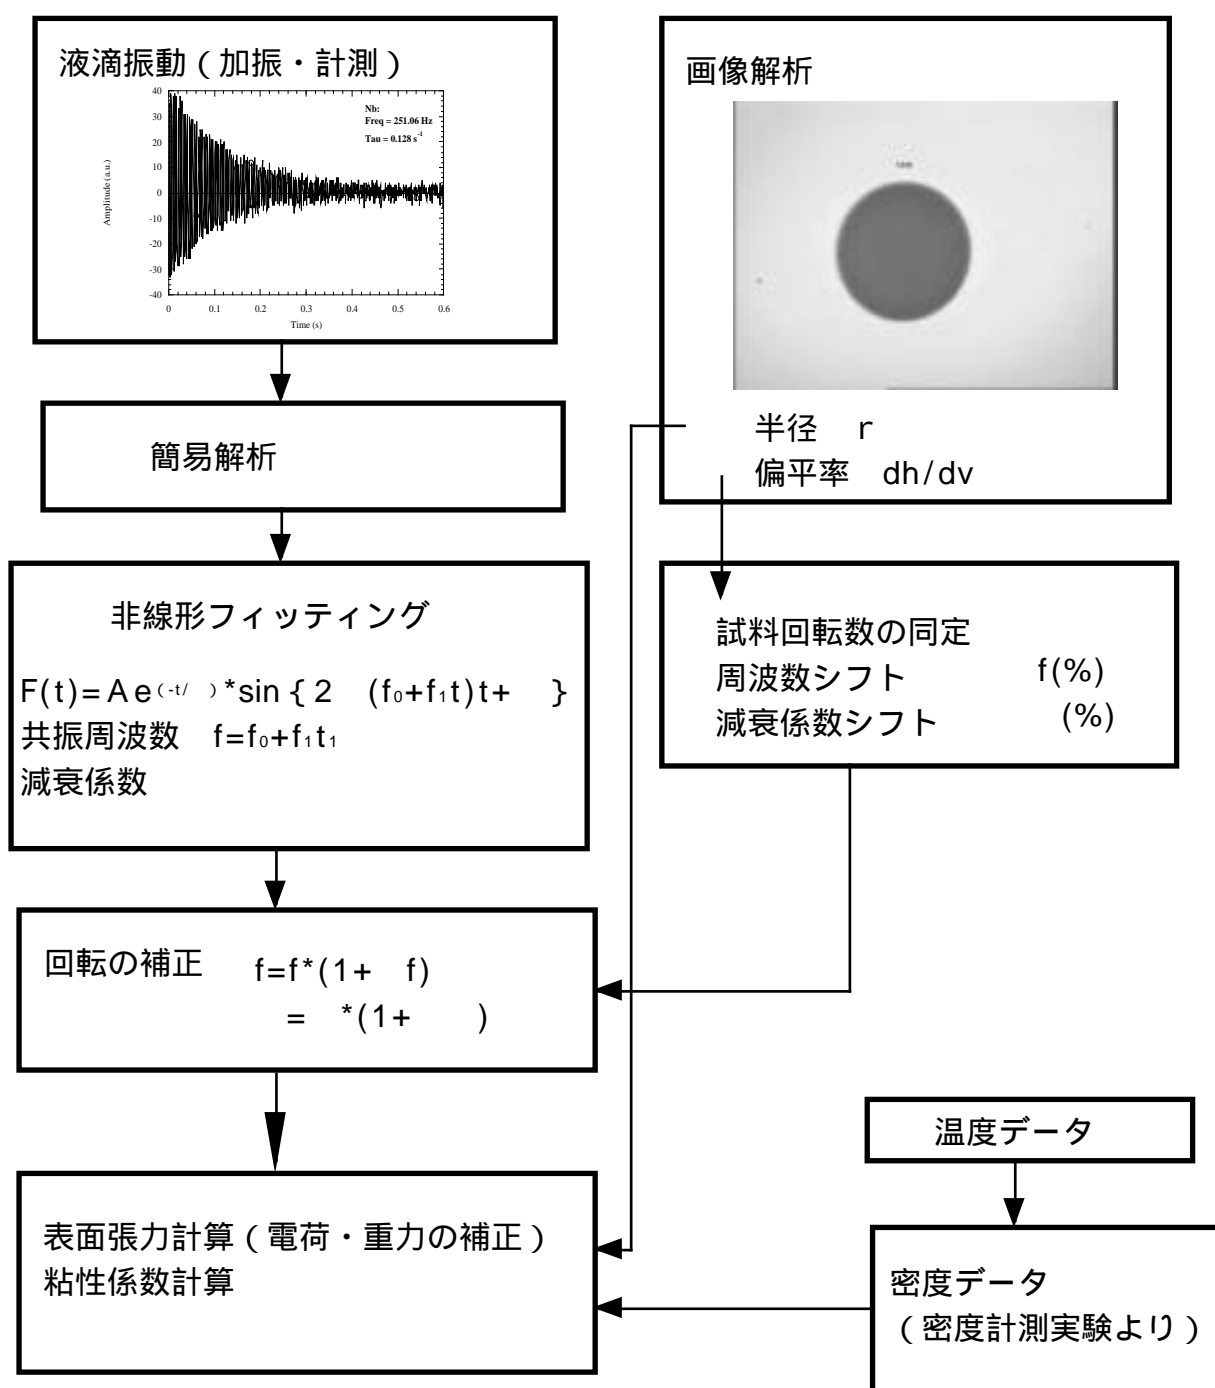 液滴振動(加振・計測)
40
30
20
10
0
-10
-20
-30
-40
Amplitude (a.u.)
Nb:
Freq = 251.06 Hz
Tau = 0.128 s⁻¹
0 0.1 0.2 0.3 0.4 0.5 0.6
Time (s)
簡易解析
非線形フィッティング
F(t)=Ae(-t/ )*sin{2 (f₀+f₁t)t+ }
共振周波数 f=f₀+f₁t₁
減衰係数
回転の補正 f=f*(1+ f)
= *(1+ )
表面張力計算(電荷・重力の補正)
粘性係数計算
画像解析
半径 r
偏平率 dh/dv
試料回転数の同定
周波数シフト f(%)
減衰係数シフト (%)
温度データ
密度データ
(密度計測実験より)